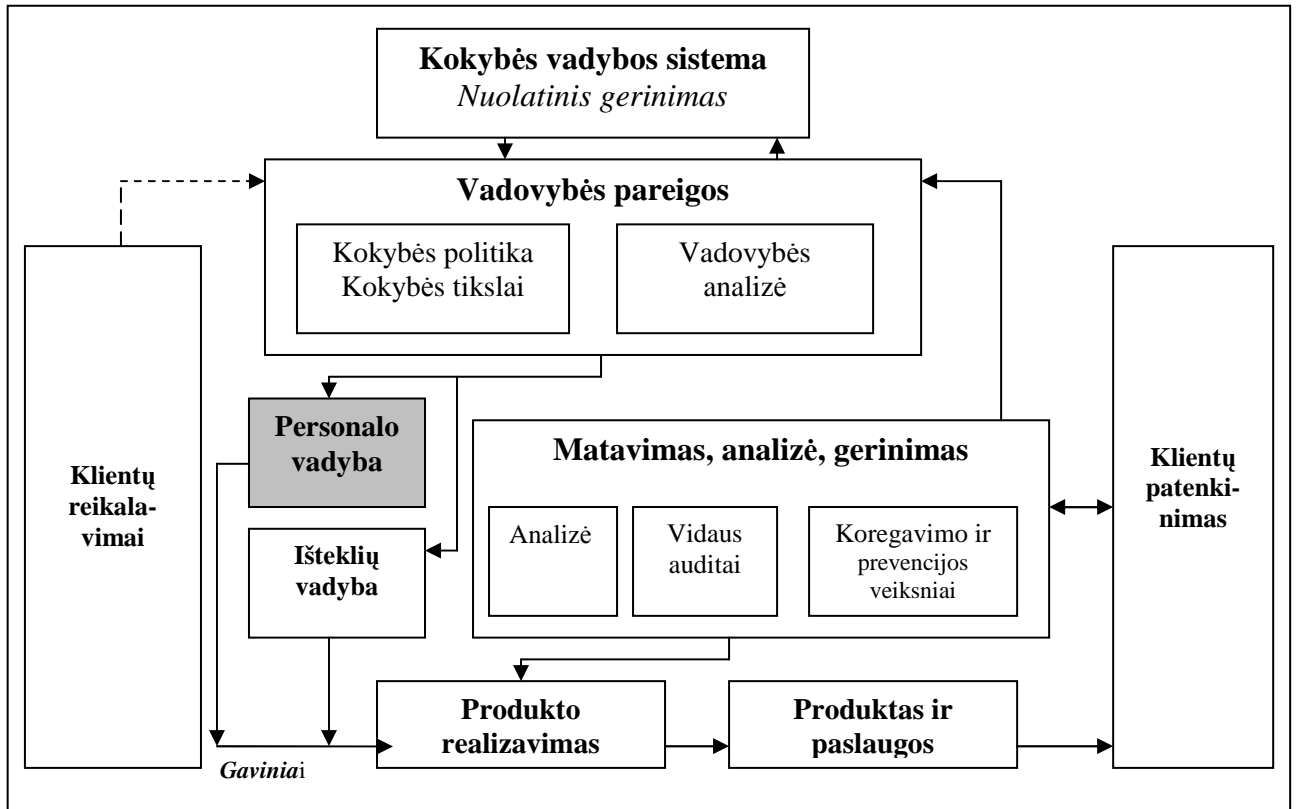 Kokybės vadybos sistema
Nuolatinis gerinimas
Vadovybės pareigos
Kokybės politika
Kokybės tikslai
Vadovybės
analizė
Klientų
reikala-
vimai
Personalo
vadyba
Išteklių
vadyba
Matavimas, analizė, gerinimas
Analizė
Vidaus
auditai
Koregavimo ir
prevencijos
veiksniai
Klientų
patenki-
nimas
Gaviniai
Produkto
realizavimas
Produktas ir
paslaugos